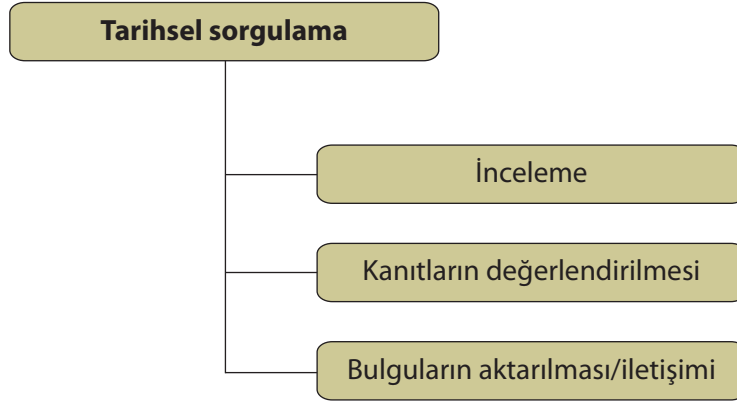 Tarihsel sorgulama
İnceleme
Kanıtların değerlendirilmesi
Bulguların aktarılması/iletişimi